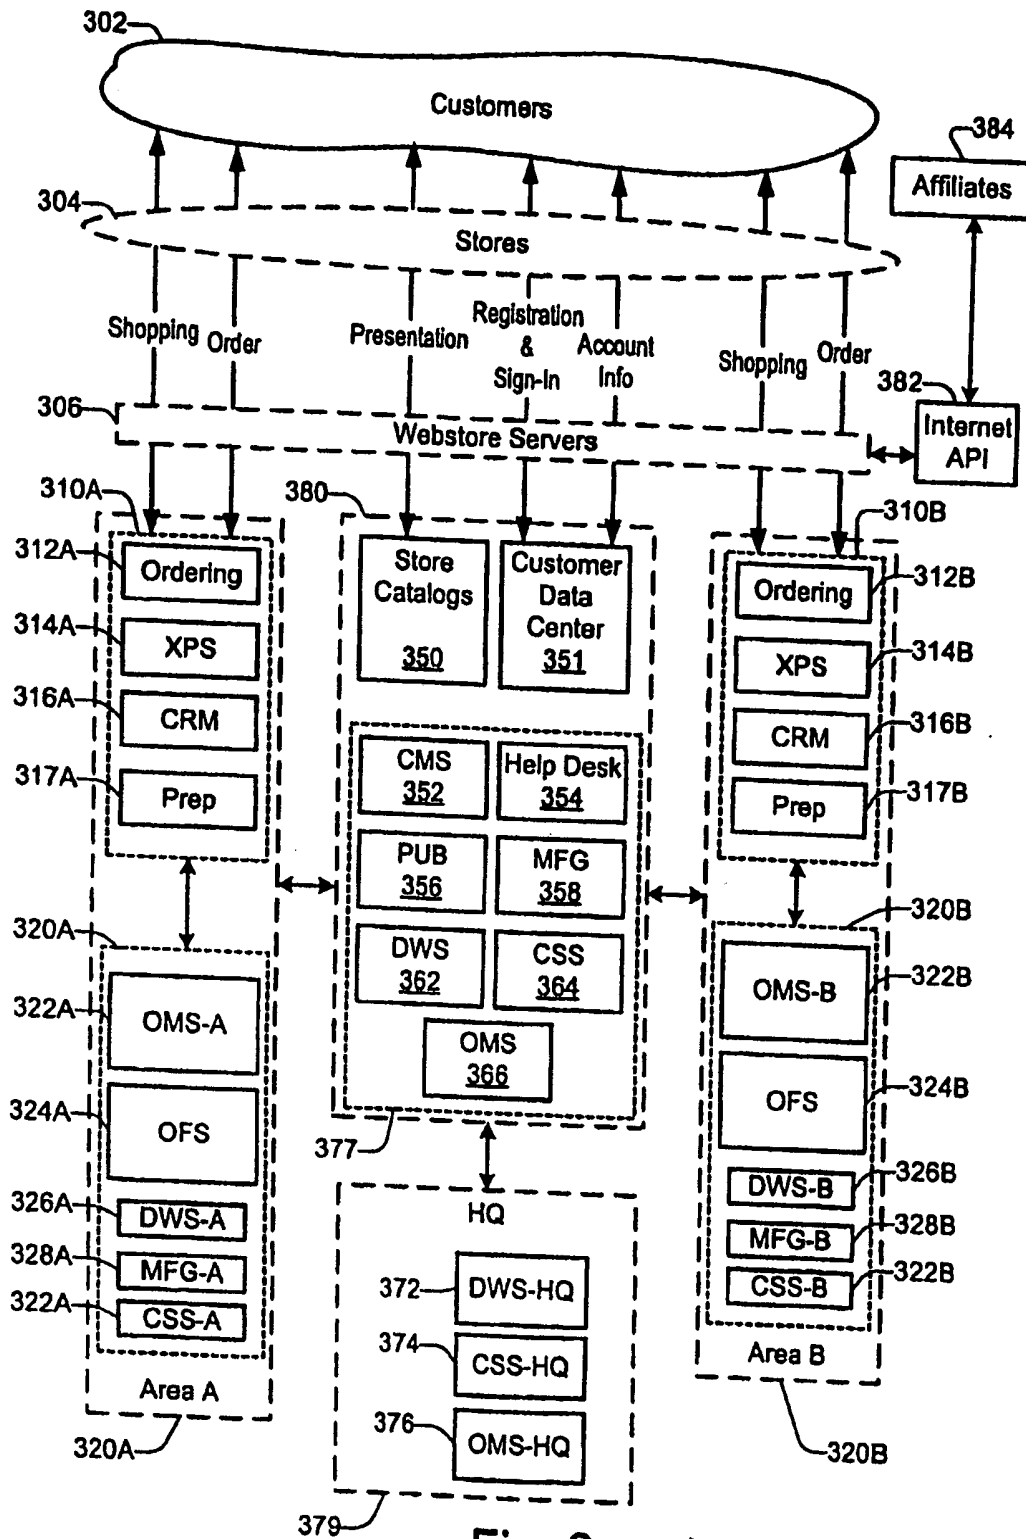 302
Customers
384
Affiliates
304
Stores
Shopping
Order
Presentation
Registration
&
Sign-In
Account
Info
Shopping
Order
382
Internet
API
306
Webstore Servers
310A
380
310B
312A
Ordering
Store
Catalogs
350
Customer
Data
Center
351
Ordering
312B
314A
XPS
XPS
314B
316A
CRM
CRM
316B
317A
Prep
CMS
352
Help Desk
354
Prep
317B
PUB
356
MFG
358
320A
320B
DWS
362
CSS
364
322A
OMS-A
OMS-B
322B
OMS
366
324A
OFS
OFS
324B
377
326A
DWS-A
DWS-B
326B
328A
MFG-A
HQ
MFG-B
328B
322A
CSS-A
CSS-B
322B
372
DWS-HQ
374
CSS-HQ
Area A
Area B
376
OMS-HQ
320A
320B
379